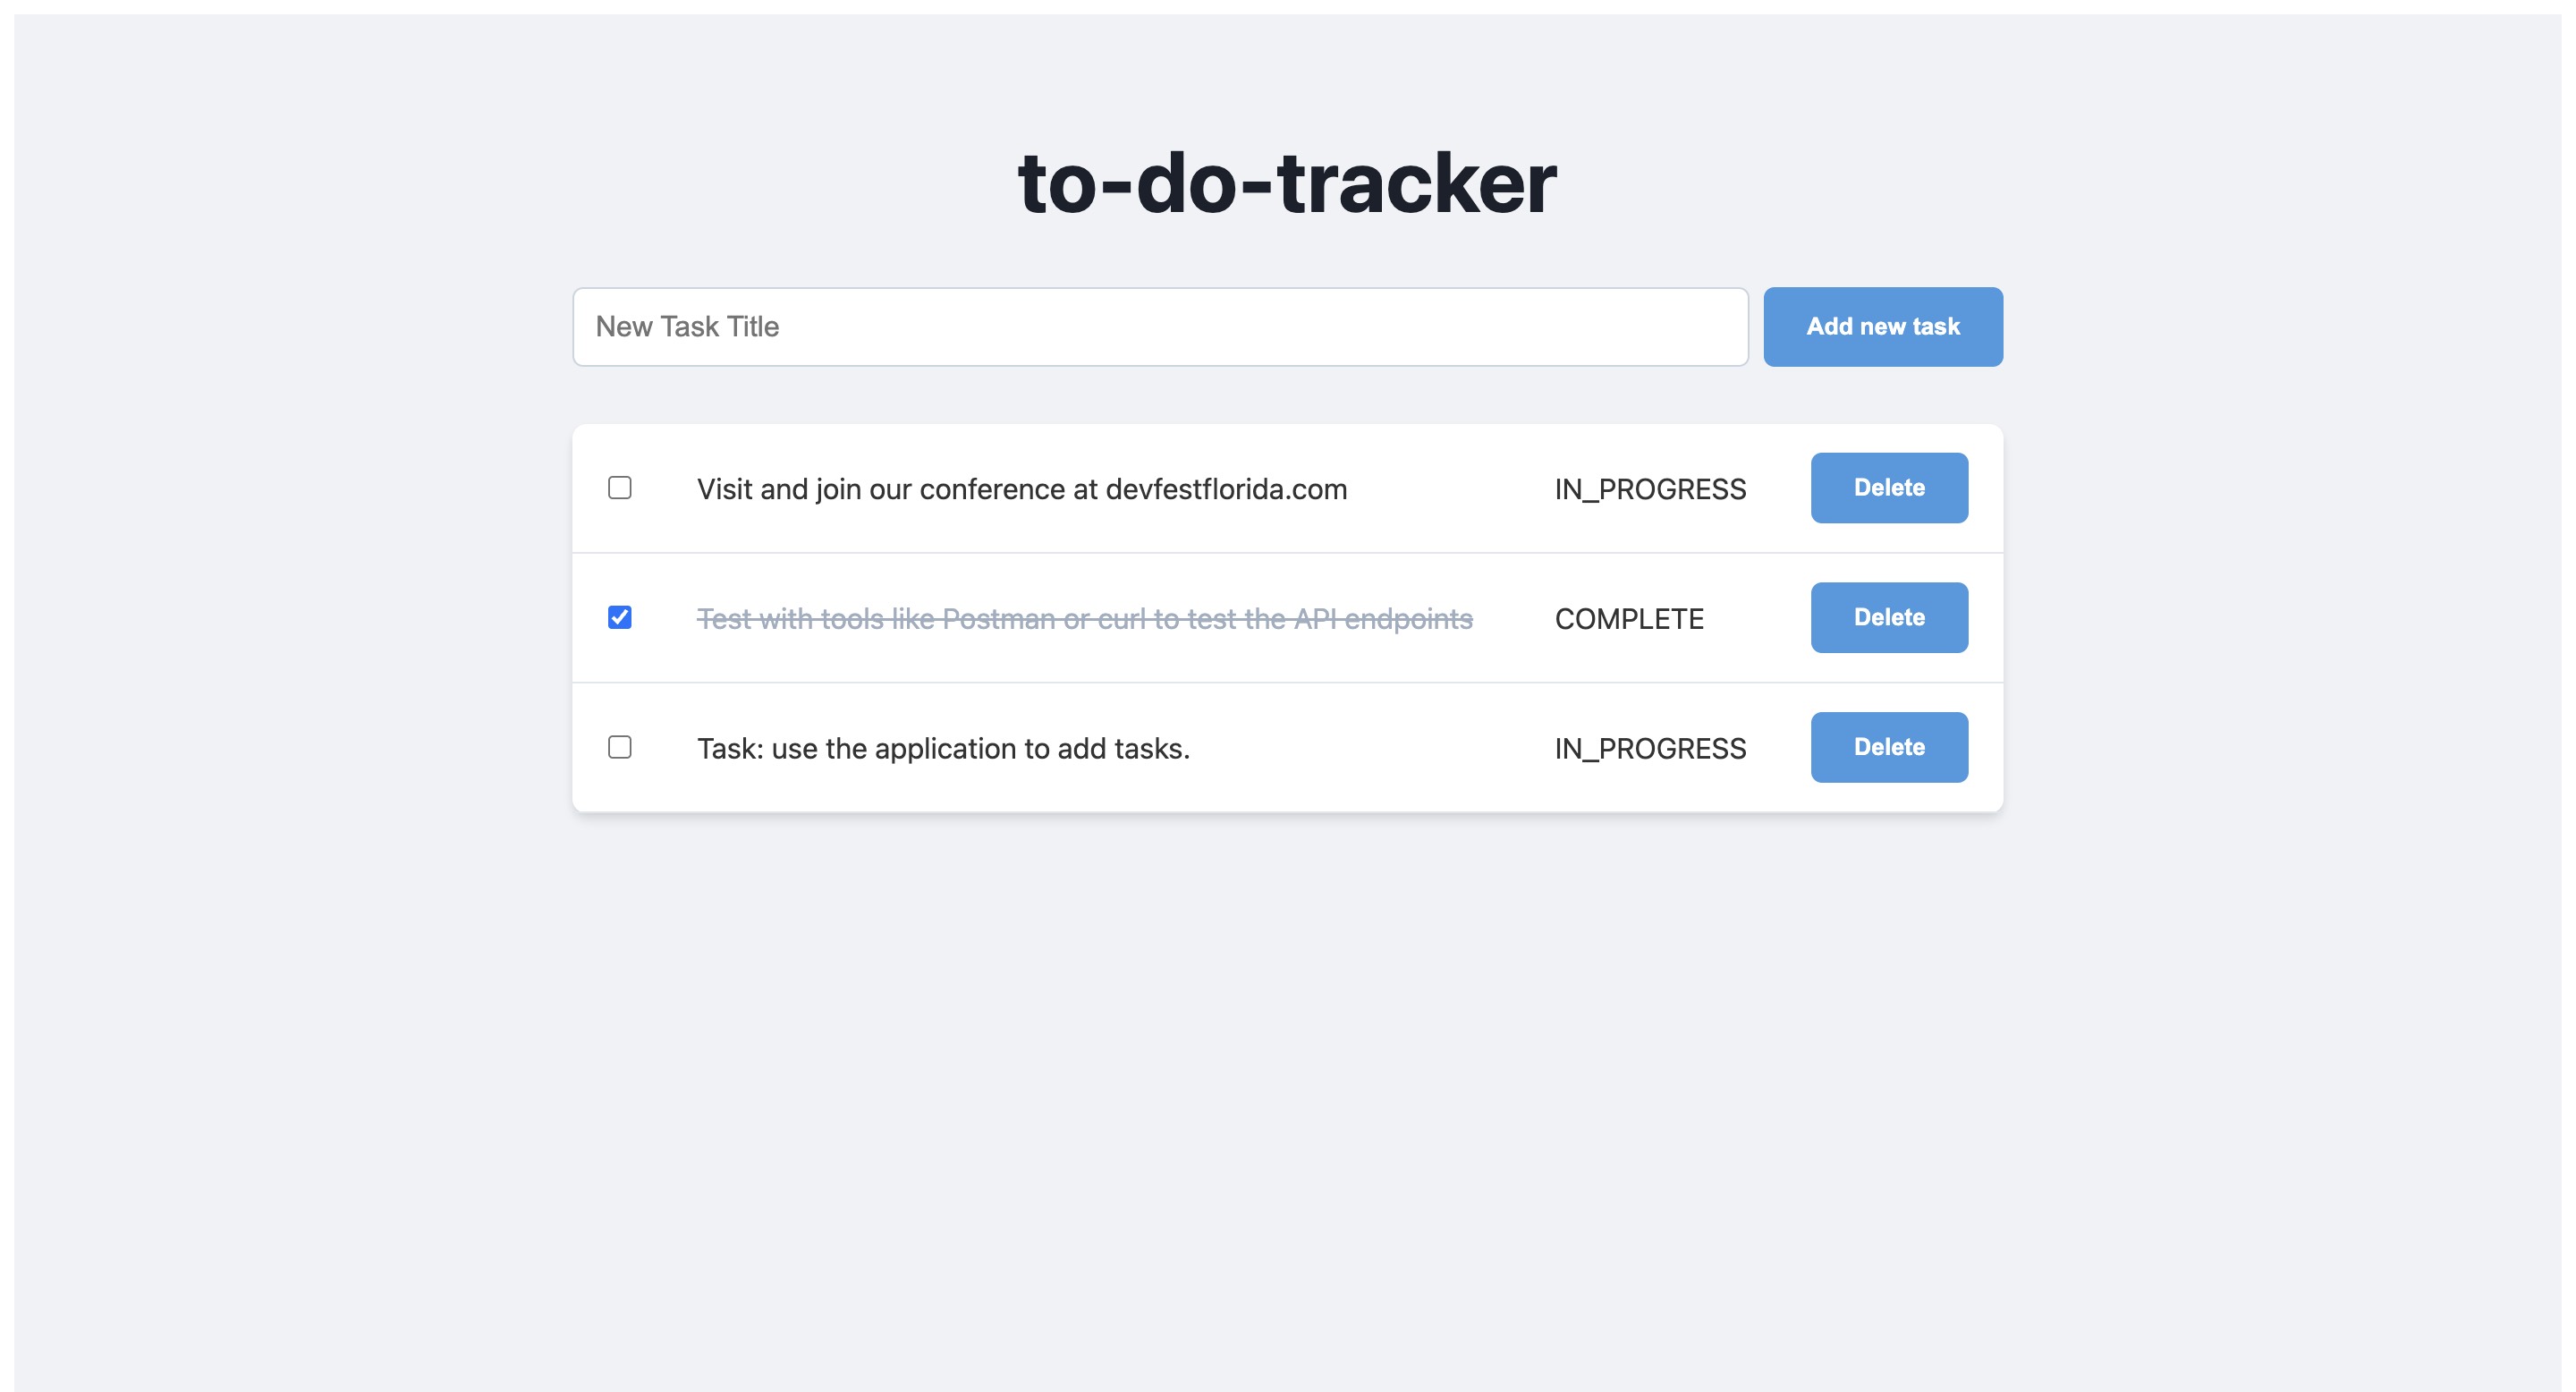 to-do-tracker
New Task Title
Add new task
Visit and join our conference at devfestflorida.com IN_PROGRESS Delete
Test with tools like Postman or curl to test the API endpoints COMPLETE Delete
Task: use the application to add tasks. IN_PROGRESS Delete